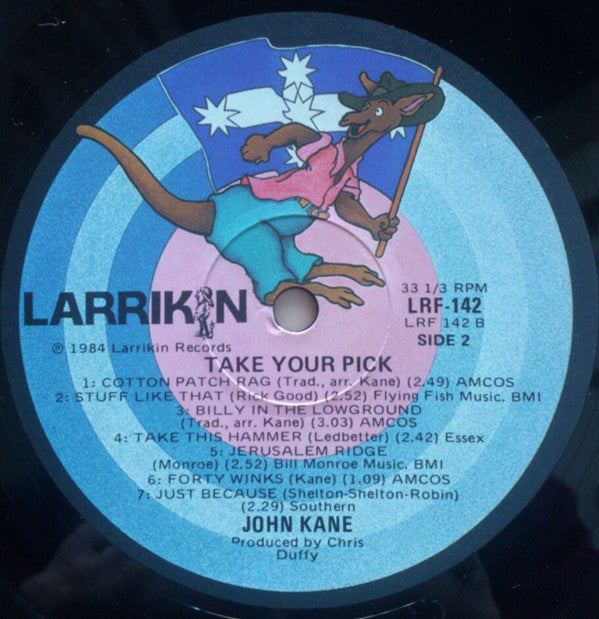 33 1/3 RPM
LARRIKIN
LRF-142
LRF 142 B
℗ 1984 Larrikin Records
SIDE 2
TAKE YOUR PICK
1: COTTON PATCH RAG (Trad., arr. Kane) (2.49) AMCOS
2: STUFF LIKE THAT (Rick Good) (2.52) Flying Fish Music. BMI
3: BILLY IN THE LOWGROUND
(Trad., arr. Kane) (3.03) AMCOS
4: TAKE THIS HAMMER (Ledbetter) (2.42) Essex
5: JERUSALEM RIDGE
(Monroe) (2.52) Bill Monroe Music. BMI
6: FORTY WINKS (Kane) (1.09) AMCOS
7: JUST BECAUSE (Shelton-Shelton-Robin)
(2.29) Southern
JOHN KANE
Produced by Chris
Duffy